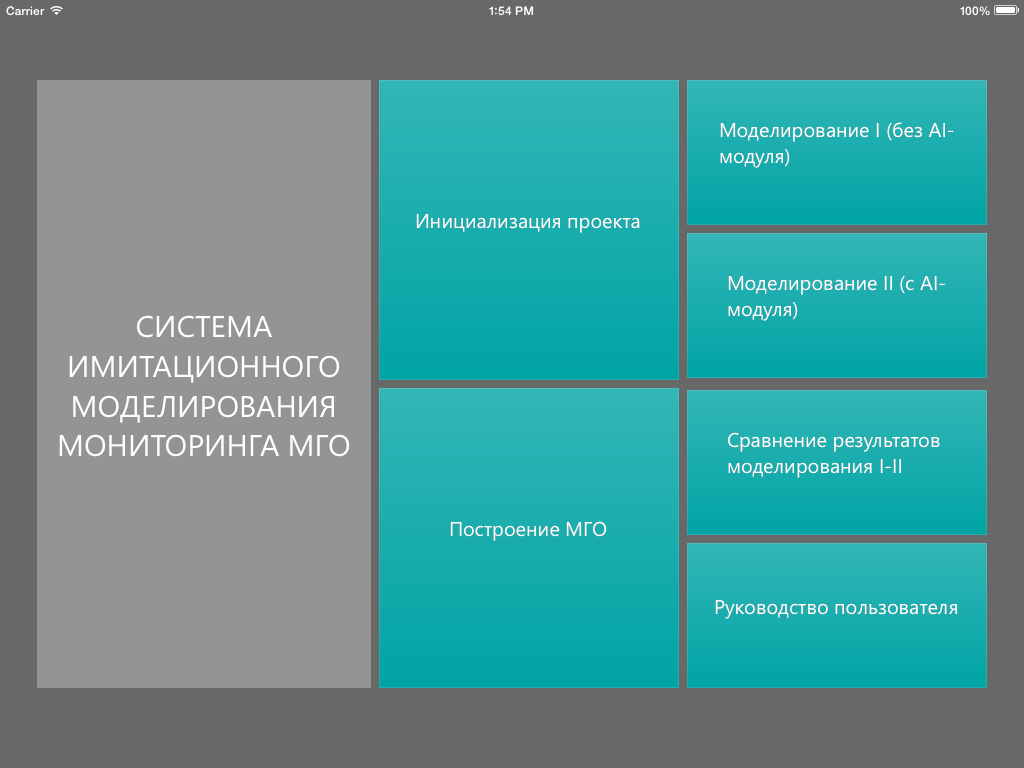 Carrier
1:54 PM
100%
СИСТЕМА
ИМИТАЦИОННОГО
МОДЕЛИРОВАНИЯ
МОНИТОРИНГА МГО
Инициализация проекта
Построение МГО
Моделирование I (без AI-
модуля)
Моделирование II (с AI-
модуля)
Сравнение результатов
моделирования I-II
Руководство пользователя